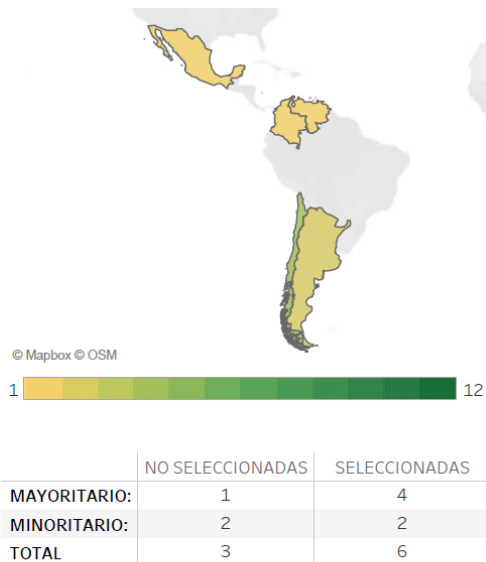 © Mapbox © OSM
1 12
NO SELECCIONADAS SELECCIONADAS
MAYORITARIO: 1 4
MINORITARIO: 2 2
TOTAL 3 6